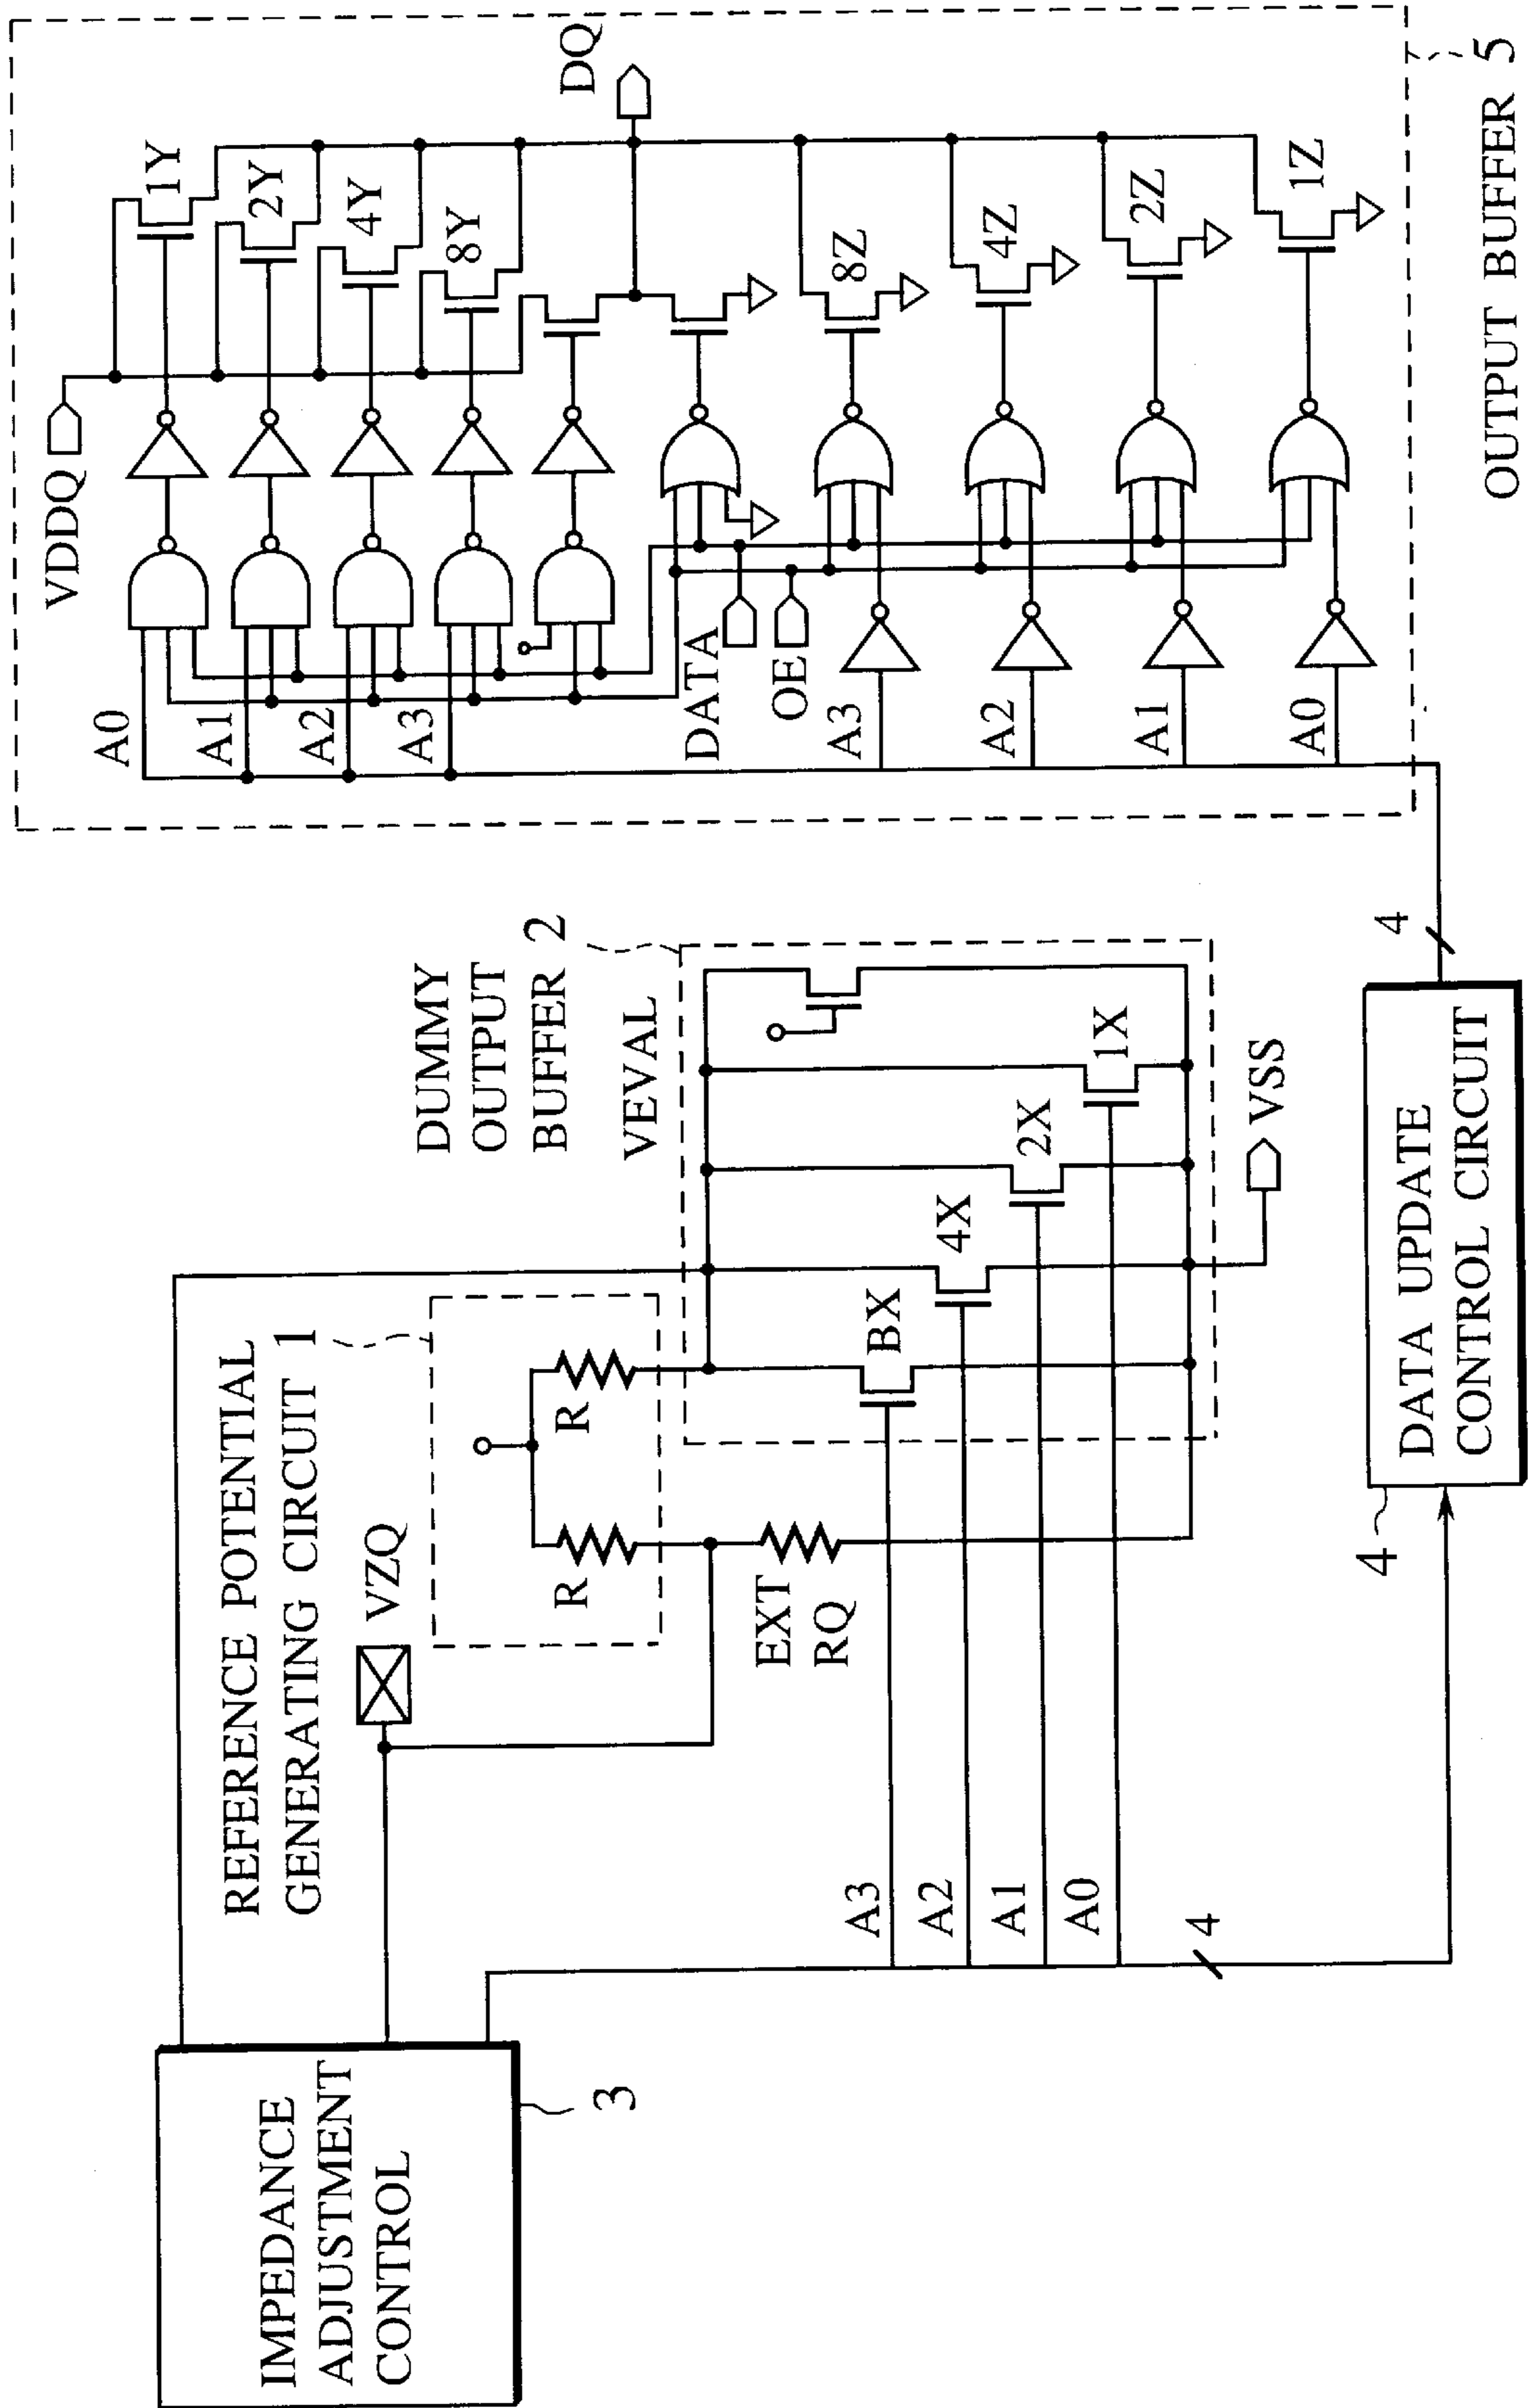 IMPEDANCE
ADJUSTMENT
CONTROL
3
REFERENCE POTENTIAL
GENERATING CIRCUIT 1
VZQ
R
R
EXT
RQ
DUMMY
OUTPUT
BUFFER 2
VEVAL
BX
4X
2X
1X
VSS
A3
A2
A1
A0
4
4
DATA UPDATE
CONTROL CIRCUIT
4
VDDQ
A0
A1
A2
A3
DATA
OE
A3
A2
A1
A0
1Y
2Y
4Y
8Y
DQ
8Z
4Z
2Z
1Z
OUTPUT BUFFER 5